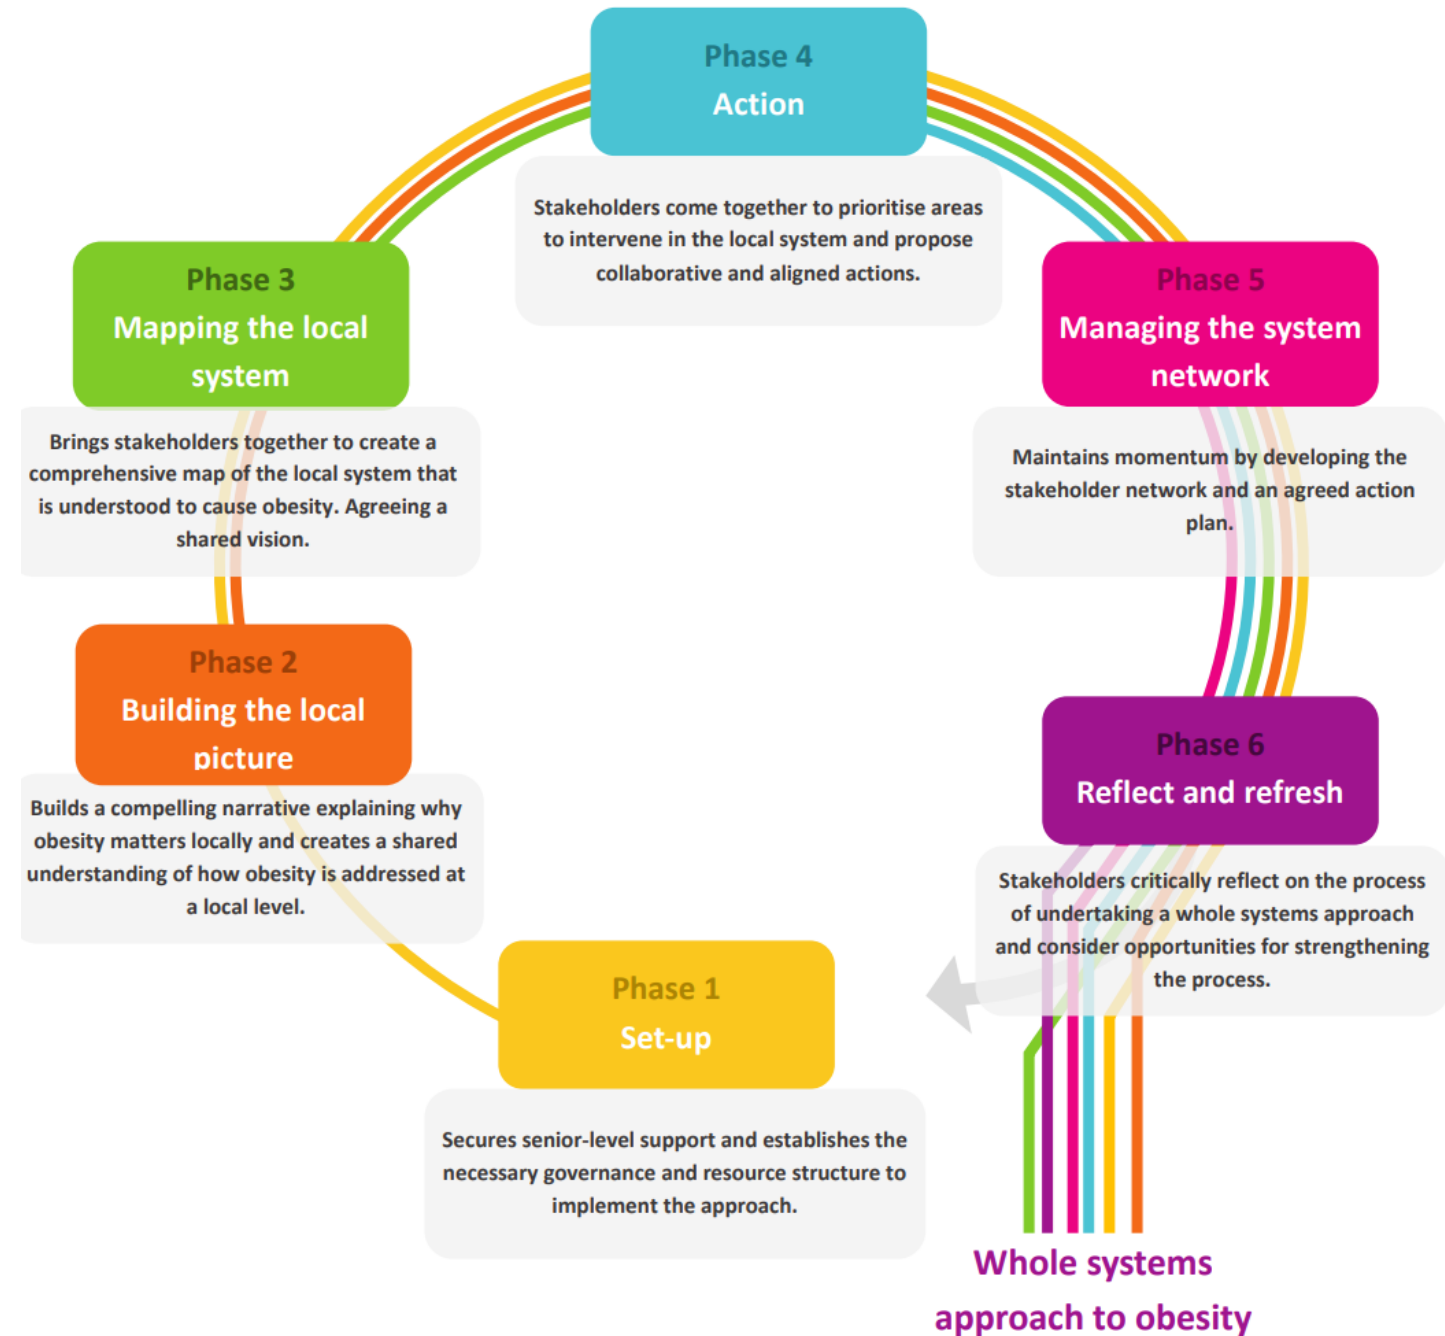 Phase 4
Action
Stakeholders come together to prioritise areas
to intervene in the local system and propose
collaborative and aligned actions.
Phase 3
Mapping the local
system
Brings stakeholders together to create a
comprehensive map of the local system that
is understood to cause obesity. Agreeing a
shared vision.
Phase 5
Managing the system
network
Maintains momentum by developing the
stakeholder network and an agreed action
plan.
Phase 2
Building the local
picture
Builds a compelling narrative explaining why
obesity matters locally and creates a shared
understanding of how obesity is addressed at
a local level.
Phase 6
Reflect and refresh
Stakeholders critically reflect on the process
of undertaking a whole systems approach
and consider opportunities for strengthening
the process.
Phase 1
Set-up
Secures senior-level support and establishes the
necessary governance and resource structure to
implement the approach.
Whole systems
approach to obesity